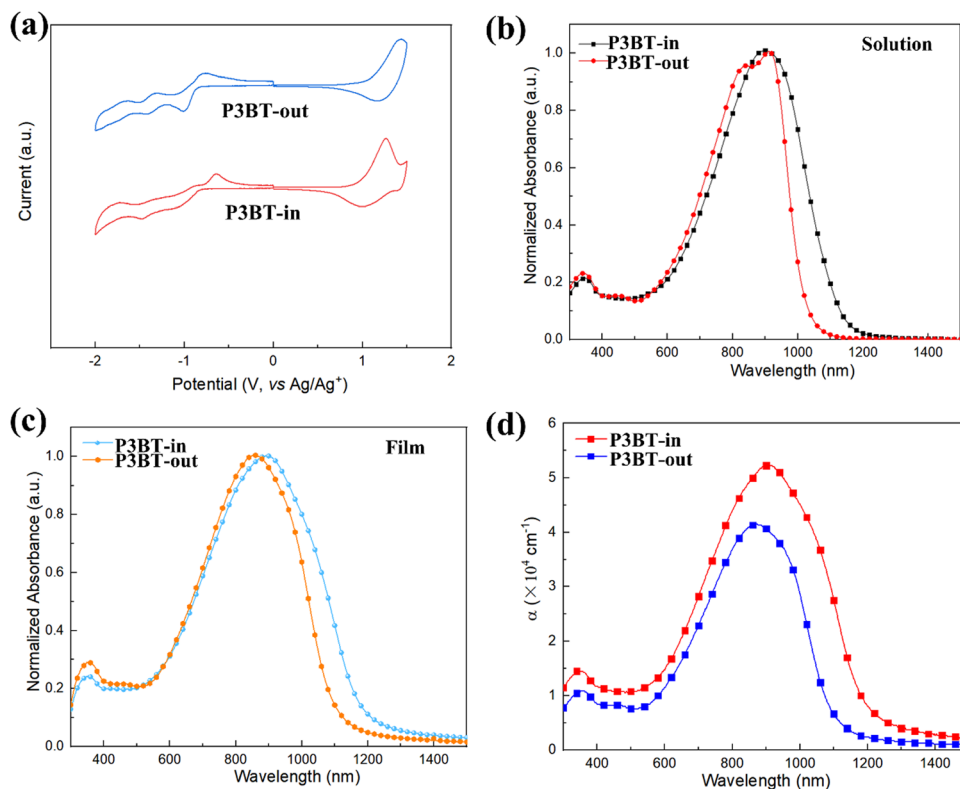 (a)
P3BT-out
P3BT-in
Current (a.u.)
-2 -1 0 1 2
Potential (V, vs Ag/Ag+)
(b)
P3BT-in
P3BT-out
Solution
Normalized Absorbance (a.u.)
1.0
0.8
0.6
0.4
0.2
0.0
400 600 800 1000 1200 1400
Wavelength (nm)
(c)
P3BT-in
P3BT-out
Film
Normalized Absorbance (a.u.)
1.0
0.8
0.6
0.4
0.2
0.0
400 600 800 1000 1200 1400
Wavelength (nm)
(d)
P3BT-in
P3BT-out
α (×10⁴ cm⁻¹)
6
5
4
3
2
1
0
400 600 800 1000 1200 1400
Wavelength (nm)